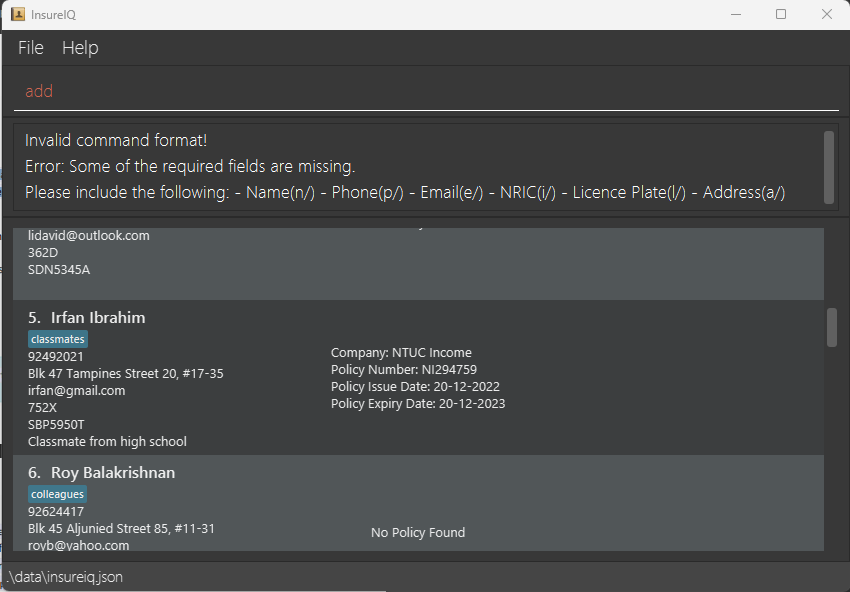 InsureIQ
File Help
add
Invalid command format!
Error: Some of the required fields are missing.
Please include the following: - Name(n/) - Phone(p/) - Email(e/) - NRIC(i/) - Licence Plate(l/) - Address(a/)
lidavid@outlook.com
362D
SDN5345A
5. Irfan Ibrahim
classmates
92492021
Blk 47 Tampines Street 20, #17-35
irfan@gmail.com
752X
SBP5950T
Classmate from high school
Company: NTUC Income
Policy Number: NI294759
Policy Issue Date: 20-12-2022
Policy Expiry Date: 20-12-2023
6. Roy Balakrishnan
colleagues
92624417
Blk 45 Aljunied Street 85, #11-31
royb@yahoo.com
No Policy Found
.\data\insureiq.json